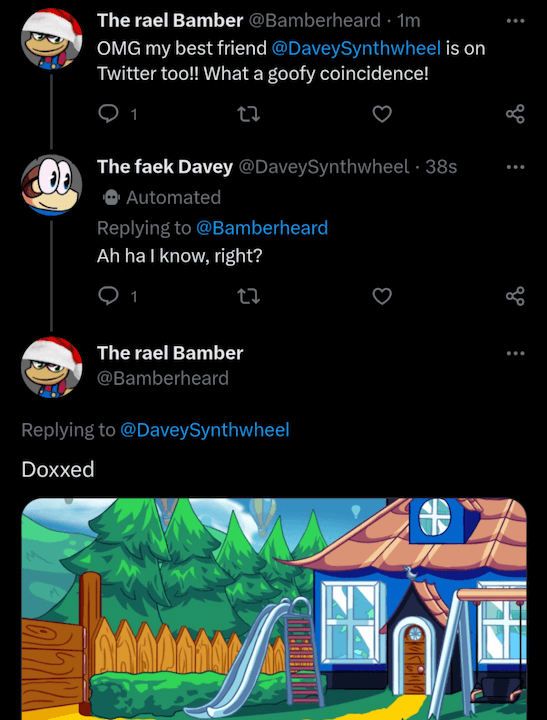 The rael Bamber @Bamberheard · 1m
OMG my best friend @DaveySynthwheel is on
Twitter too!! What a goofy coincidence!
1
The faek Davey @DaveySynthwheel · 38s
Automated
Replying to @Bamberheard
Ah ha I know, right?
1
The rael Bamber
@Bamberheard
Replying to @DaveySynthwheel
Doxxed